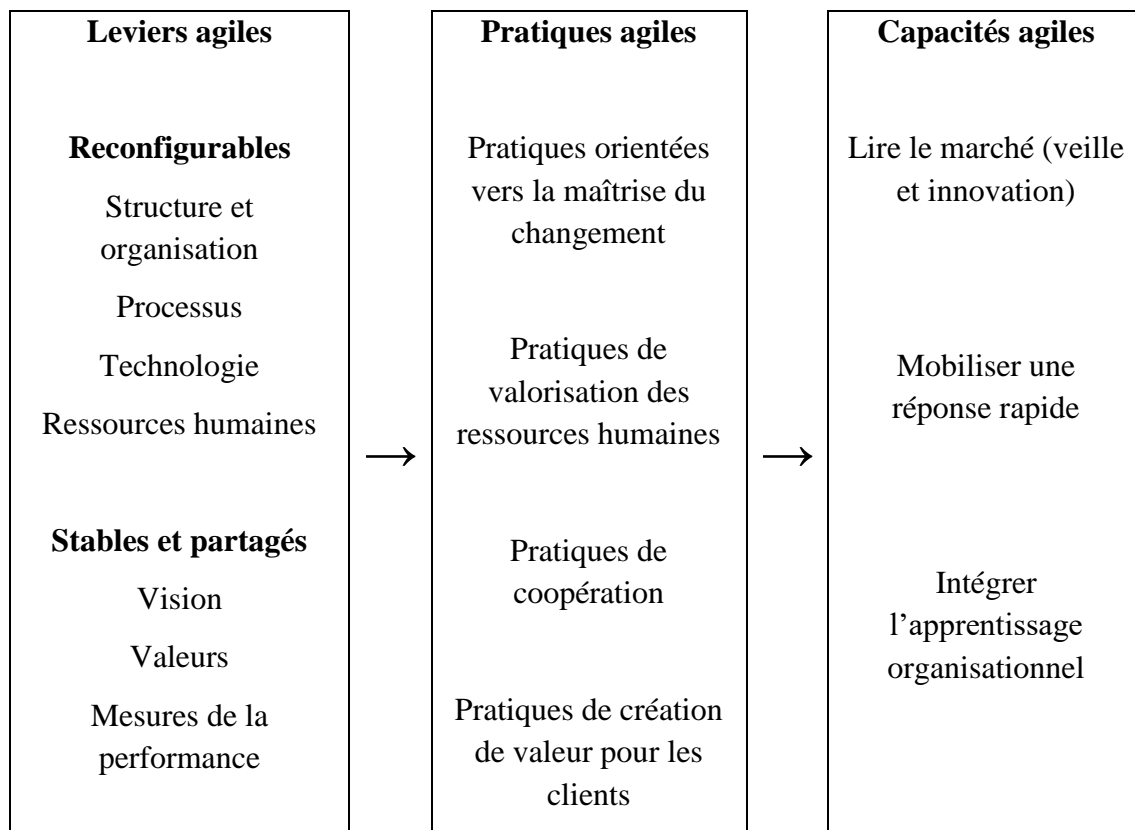 Leviers agiles
Reconfigurables
Structure et
organisation
Processus
Technologie
Ressources humaines
Stables et partagés
Vision
Valeurs
Mesures de la
performance
→
Pratiques agiles
Pratiques orientées
vers la maîtrise du
changement
Pratiques de
valorisation des
ressources humaines
Pratiques de
coopération
Pratiques de création
de valeur pour les
clients
→
Capacités agiles
Lire le marché (veille
et innovation)
Mobiliser une
réponse rapide
Intégrer
l’apprentissage
organisationnel